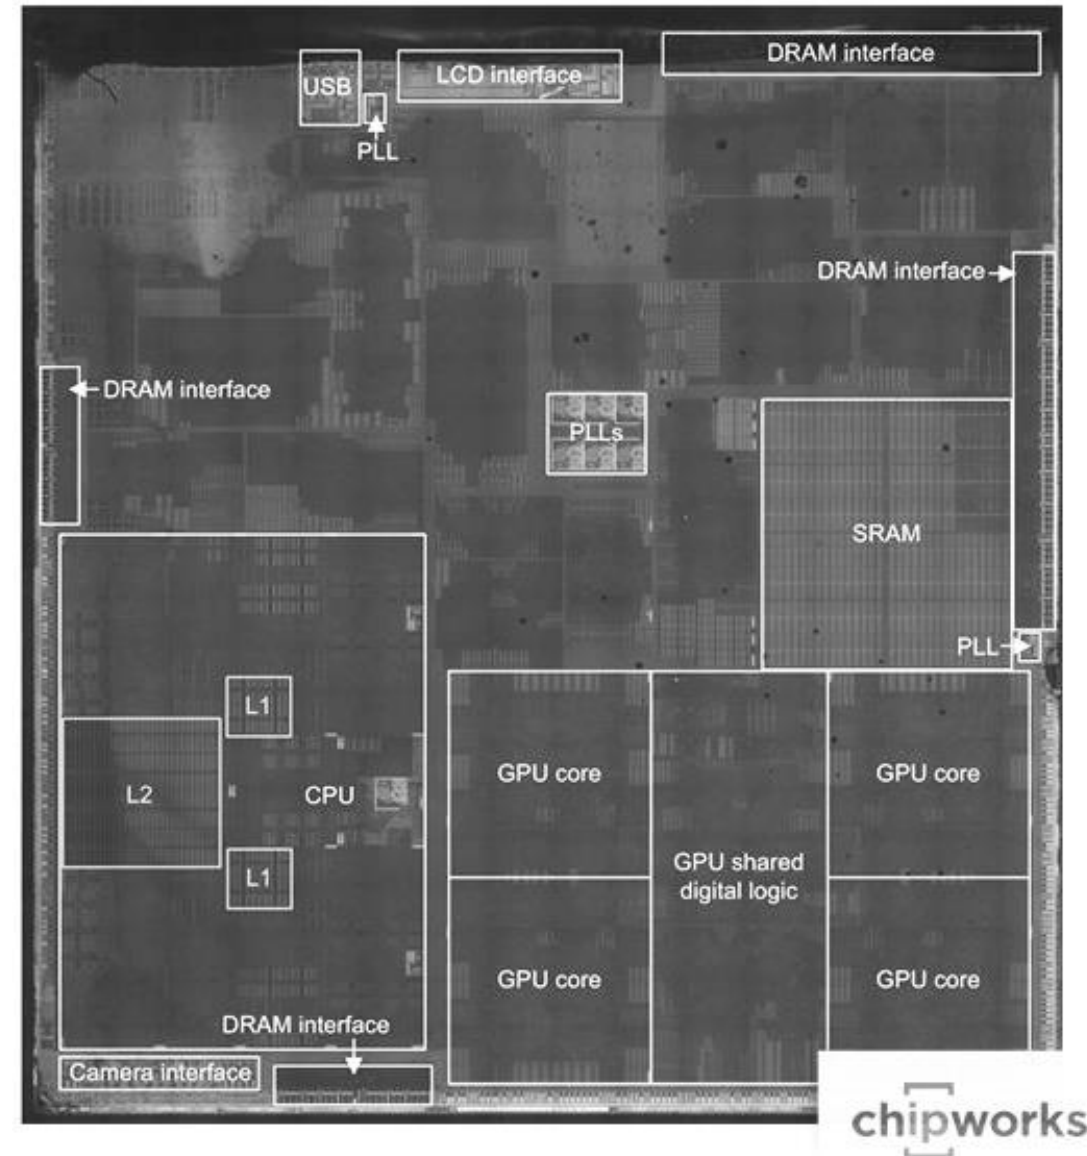 DRAM interface
USB
LCD interface
PLL
DRAM interface
DRAM interface
PLLs
SRAM
PLL
L1
GPU core
GPU core
L2
CPU
GPU shared
digital logic
L1
GPU core
GPU core
DRAM interface
Camera interface
chipworks